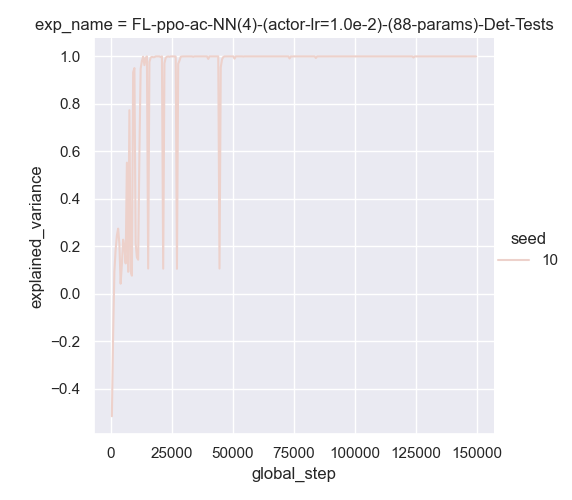 exp_name = FL-ppo-ac-NN(4)-(actor-lr=1.0e-2)-(88-params)-Det-Tests
1.0
0.8
0.6
0.4
0.2
0.0
−0.2
−0.4
explained_variance
0 25000 50000 75000 100000 125000 150000
global_step
seed
10